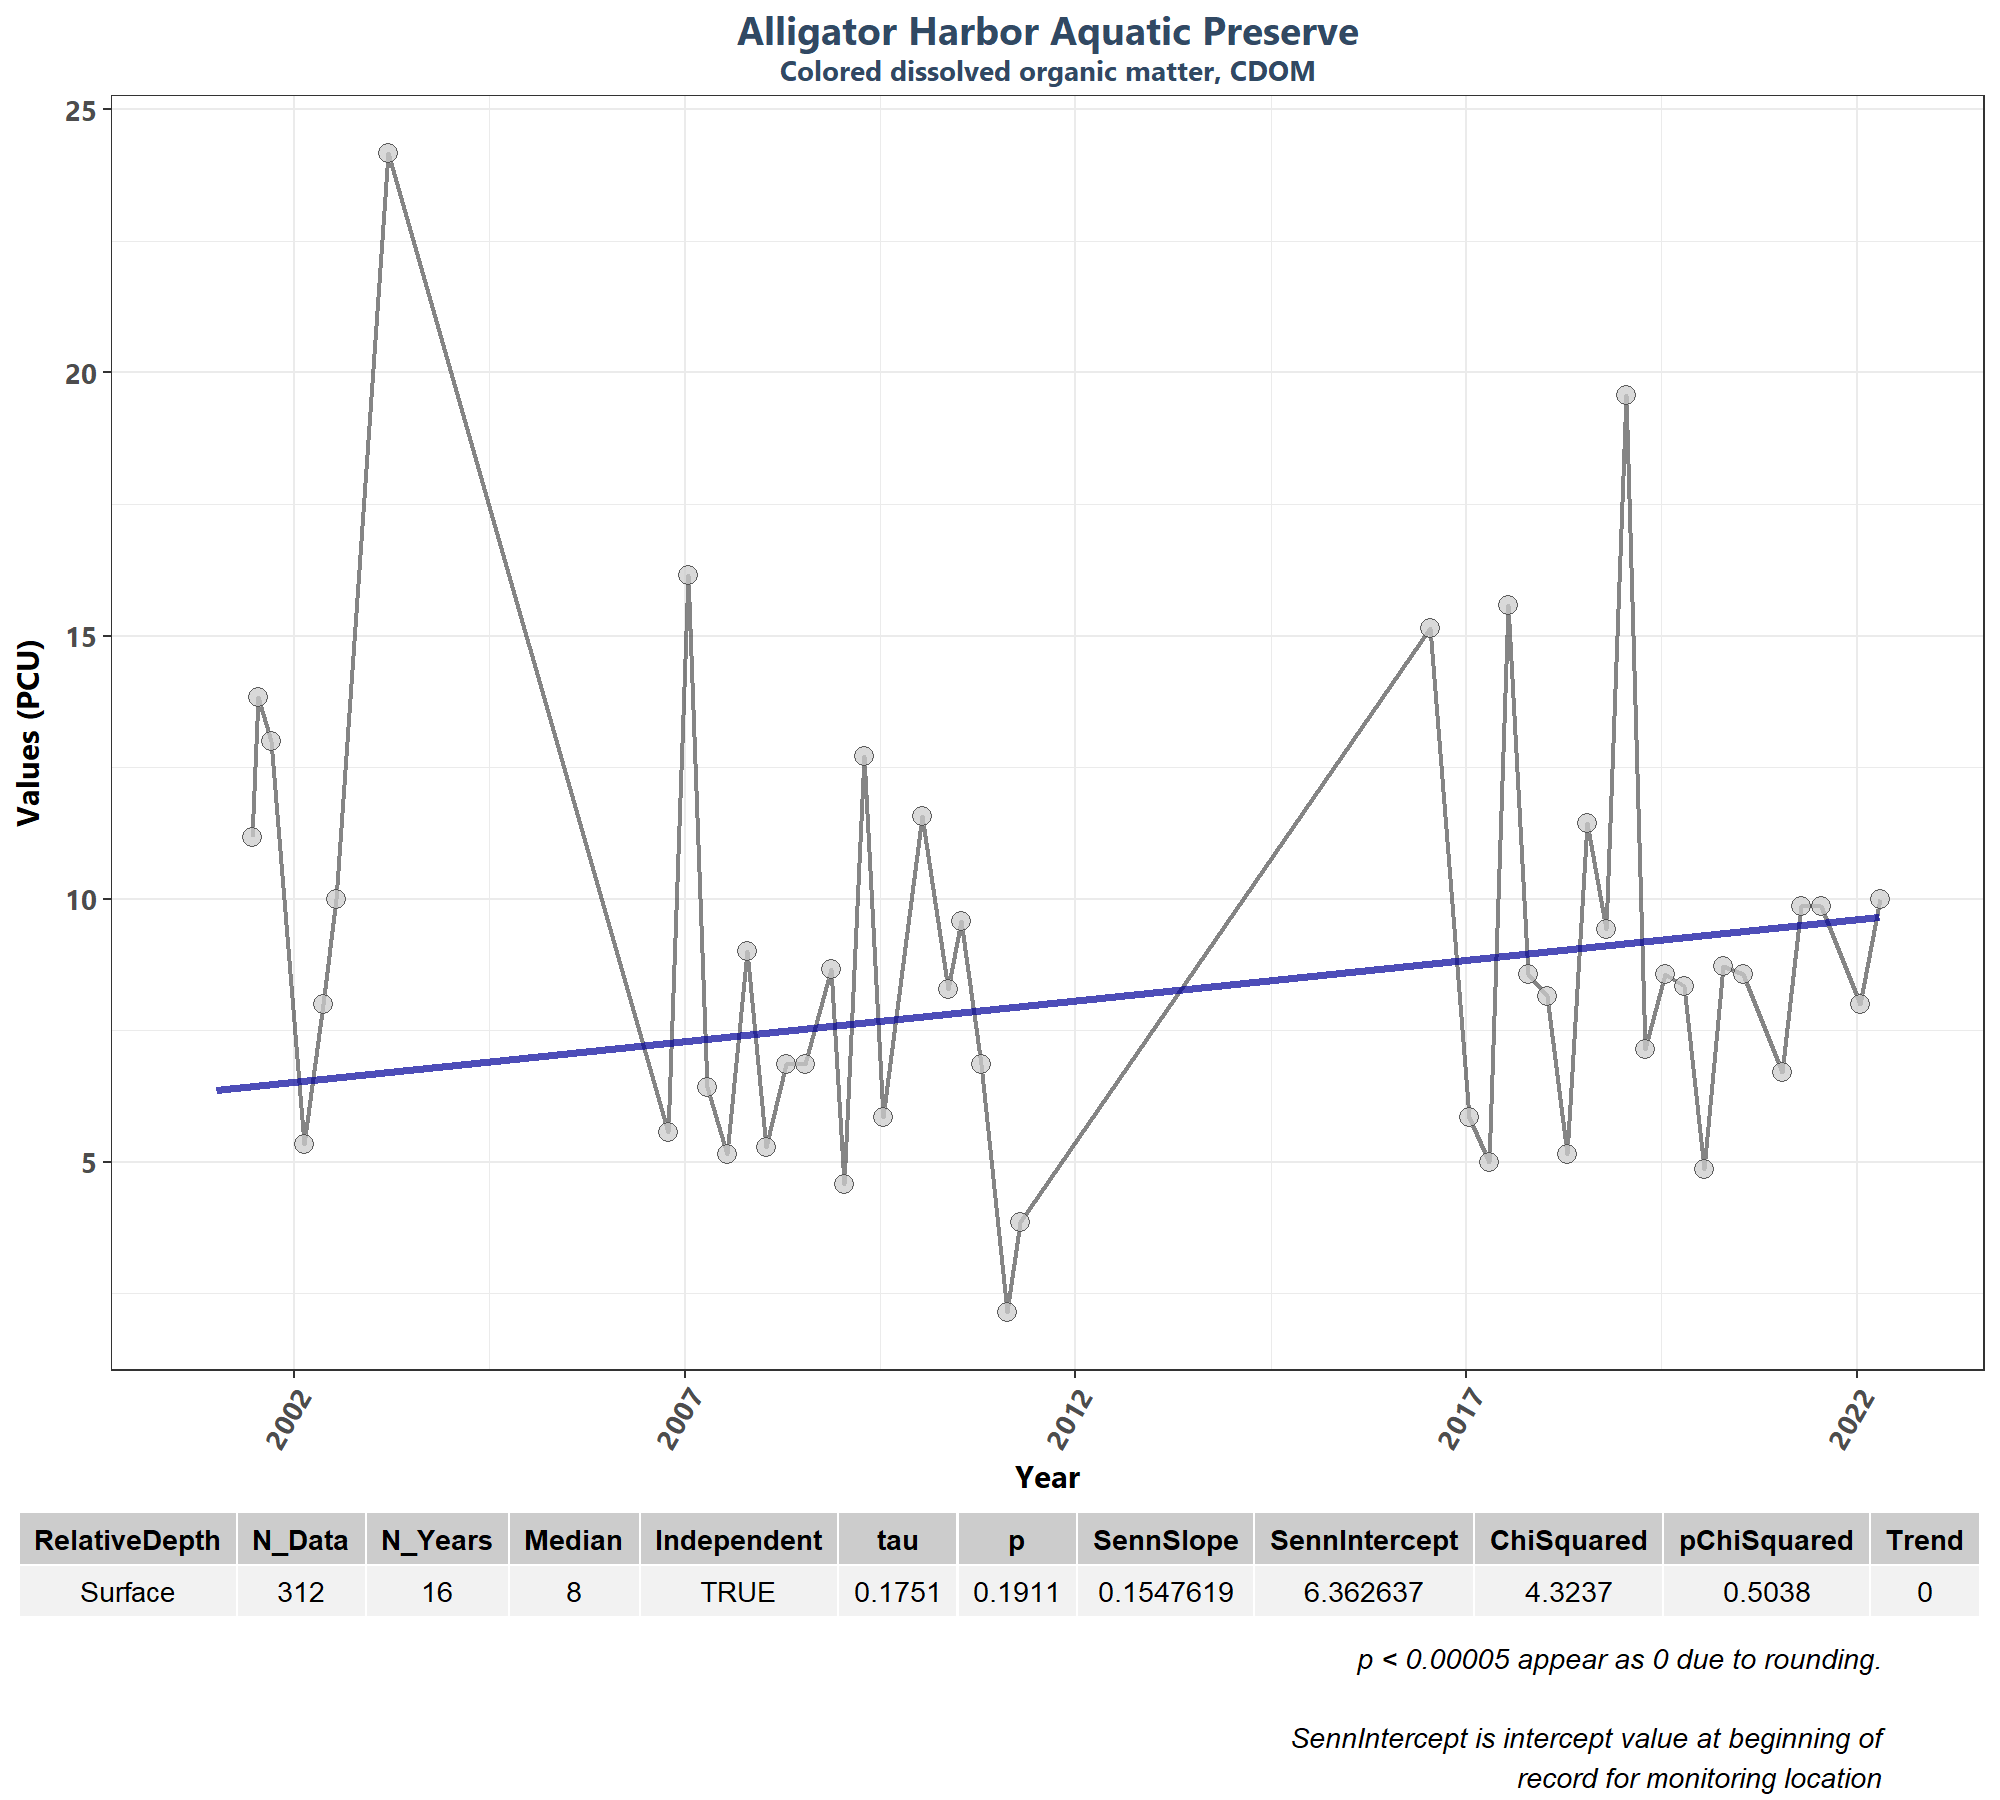 Alligator Harbor Aquatic Preserve
Colored dissolved organic matter, CDOM
25
20
15
10
5
Values (PCU)
2002
2007
2012
2017
2022
Year
RelativeDepth N_Data N_Years Median Independent tau p SennSlope SennIntercept ChiSquared pChiSquared Trend
Surface 312 16 8 TRUE 0.1751 0.1911 0.1547619 6.362637 4.3237 0.5038 0
p < 0.00005 appear as 0 due to rounding.
SennIntercept is intercept value at beginning of
record for monitoring location